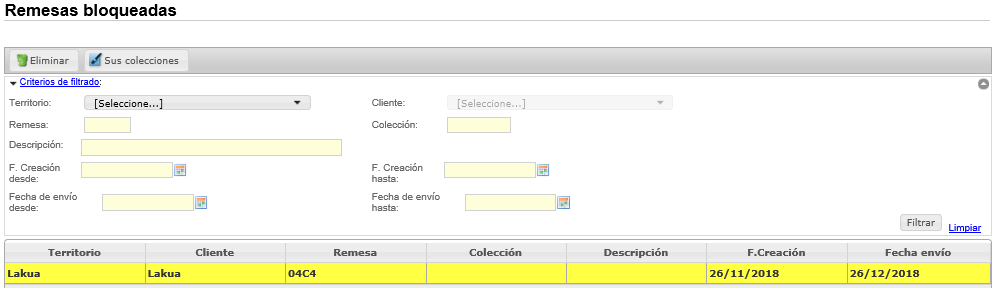 Remesas bloqueadas
Eliminar Sus colecciones
Criterios de filtrado:
Territorio: [Seleccione...] Cliente: [Seleccione...]
Remesa: Colección:
Descripción:
F. Creación desde: F. Creación hasta:
Fecha de envío desde: Fecha de envío hasta:
Filtrar Limpiar
Territorio Cliente Remesa Colección Descripción F.Creación Fecha envío
Lakua Lakua 04C4 26/11/2018 26/12/2018